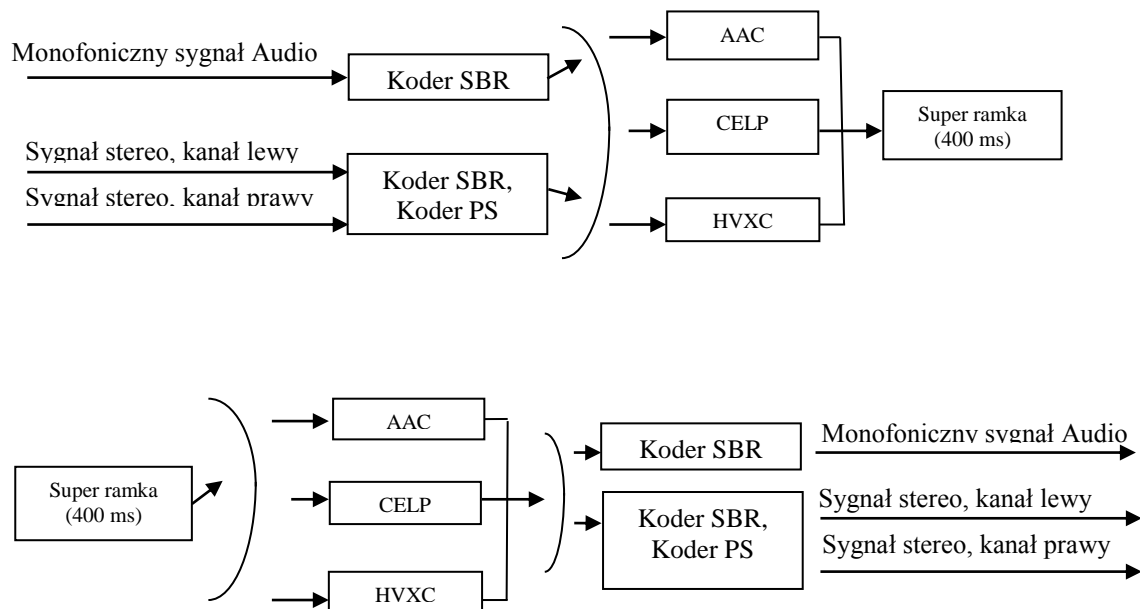 Monofoniczny sygnał Audio
Koder SBR
AAC
CELP
Super ramka
(400 ms)
Sygnał stereo, kanał lewy
Sygnał stereo, kanał prawy
Koder SBR,
Koder PS
HVXC
AAC
Koder SBR
Monofoniczny sygnał Audio
Super ramka
(400 ms)
CELP
Koder SBR,
Koder PS
Sygnał stereo, kanał lewy
Sygnał stereo, kanał prawy
HVXC